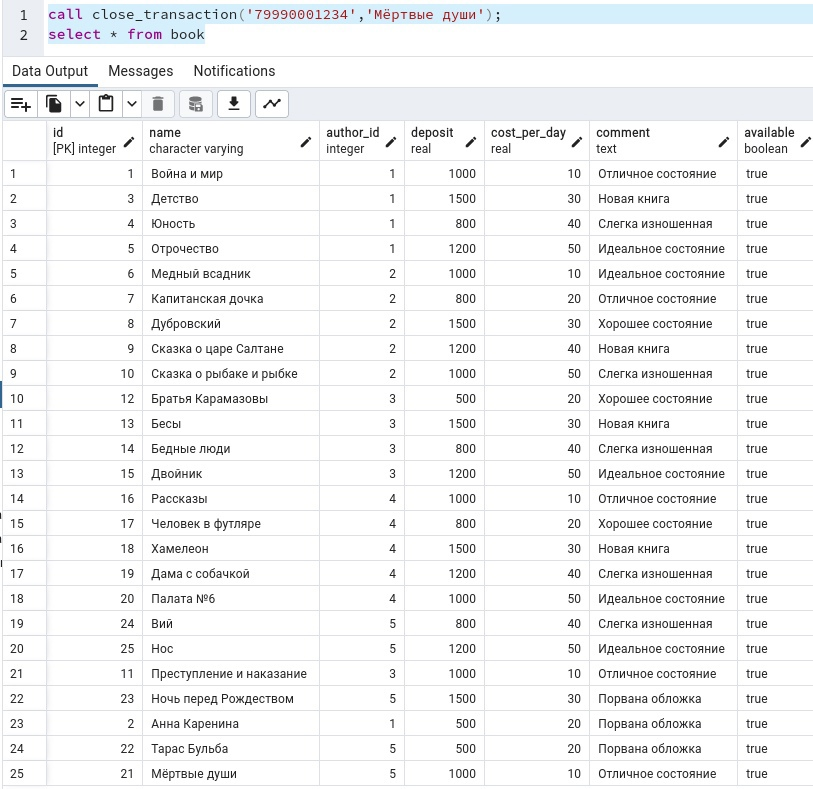 1 call close_transaction('79990001234','Мёртвые души');
2 select * from book
Data Output Messages Notifications
id name author_id deposit cost_per_day comment available
[PK] integer character varying integer real real text boolean
1 1 Война и мир 1 1000 10 Отличное состояние true
2 3 Детство 1 1500 30 Новая книга true
3 4 Юность 1 800 40 Слегка изношенная true
4 5 Отрочество 1 1200 50 Идеальное состояние true
5 6 Медный всадник 2 1000 10 Идеальное состояние true
6 7 Капитанская дочка 2 800 20 Отличное состояние true
7 8 Дубровский 2 1500 30 Хорошее состояние true
8 9 Сказка о царе Салтане 2 1200 40 Новая книга true
9 10 Сказка о рыбаке и рыбке 2 1000 50 Слегка изношенная true
10 12 Братья Карамазовы 3 500 20 Хорошее состояние true
11 13 Бесы 3 1500 30 Новая книга true
12 14 Бедные люди 3 800 40 Слегка изношенная true
13 15 Двойник 3 1200 50 Идеальное состояние true
14 16 Рассказы 4 1000 10 Отличное состояние true
15 17 Человек в футляре 4 800 20 Хорошее состояние true
16 18 Хамелеон 4 1500 30 Новая книга true
17 19 Дама с собачкой 4 1200 40 Слегка изношенная true
18 20 Палата №6 4 1000 50 Идеальное состояние true
19 24 Вий 5 800 40 Слегка изношенная true
20 25 Нос 5 1200 50 Идеальное состояние true
21 11 Преступление и наказание 3 1000 10 Отличное состояние true
22 23 Ночь перед Рождеством 5 1500 30 Порвана обложка true
23 2 Анна Каренина 1 500 20 Порвана обложка true
24 22 Тарас Бульба 5 500 20 Порвана обложка true
25 21 Мёртвые души 5 1000 10 Отличное состояние true